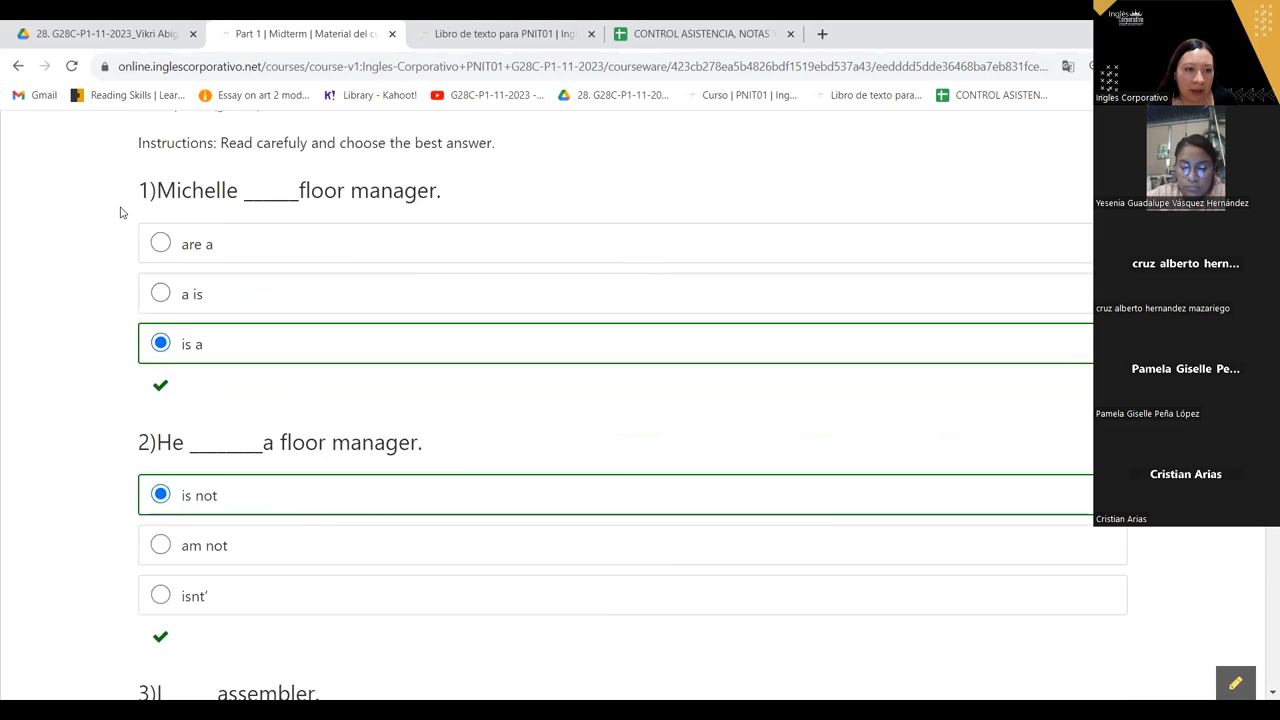 28. G28C-P1-11-2023_Vikri Abig
Part 1 | Midterm | Material del cu
Libro de texto para PNIT01 | Ing
CONTROL ASISTENCIA, NOTAS Y
online.inglescorporativo.net/courses/course-v1:Ingles-Corporativo+PNIT01+G28C-P1-11-2023/courseware/423cb278ea5b4826bdf1519ebd537a43/eedddd5dde36468ba7eb831fce...
Gmail
Reading Skills | Lear...
Essay on art 2 mod...
Library - Kahoo...
G28C-P1-11-2023 -...
28. G28C-P1-11-20...
Curso | PNIT01 | Ing...
Libro de texto para...
CONTROL ASISTEN...
Instructions: Read carefuly and choose the best answer.
1)Michelle ______floor manager.
are a
a is
is a
2)He ________a floor manager.
is not
am not
isnt’
3)I ______assembler.
Inglés
Corporativo
Ingles Corporativo
Yesenia Guadalupe Vásquez Hernández
cruz alberto hern...
cruz alberto hernandez mazariego
Pamela Giselle Pe...
Pamela Giselle Peña López
Cristian Arias
Cristian Arias